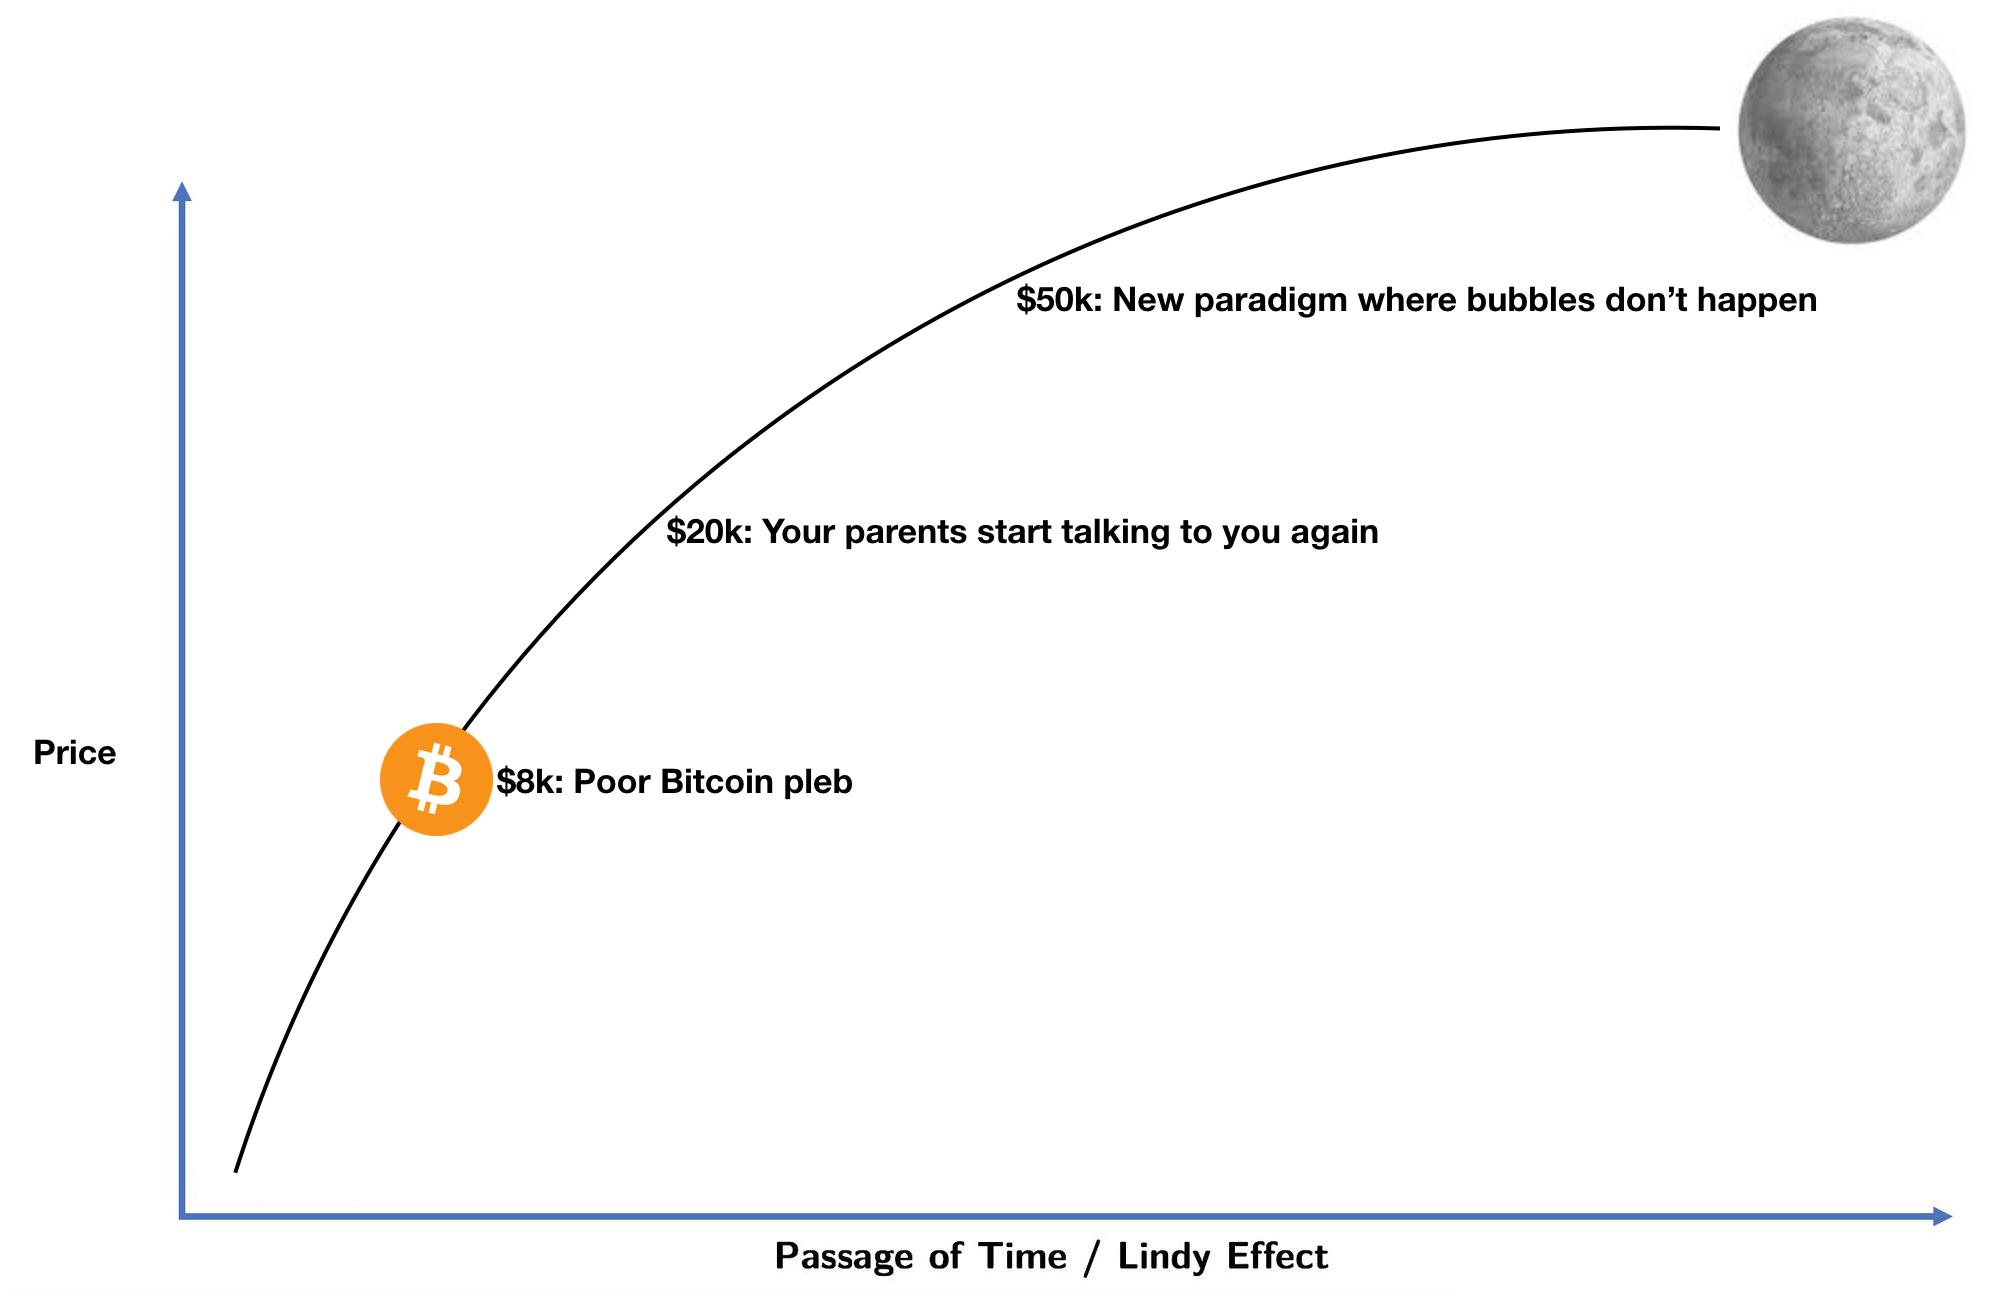 $50k: New paradigm where bubbles don’t happen
$20k: Your parents start talking to you again
Price
$8k: Poor Bitcoin pleb
Passage of Time / Lindy Effect